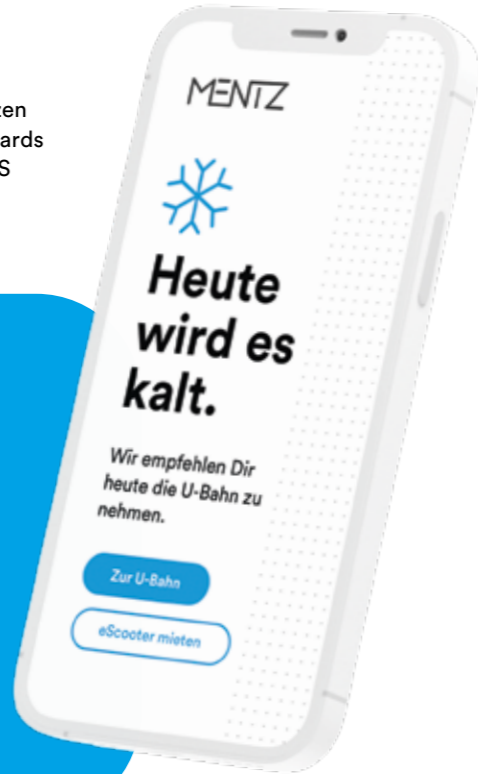 MENTZ
Heute
wird es
kalt.
Wir empfehlen Dir
heute die U-Bahn zu
nehmen.
Zur U-Bahn
eScooter mieten